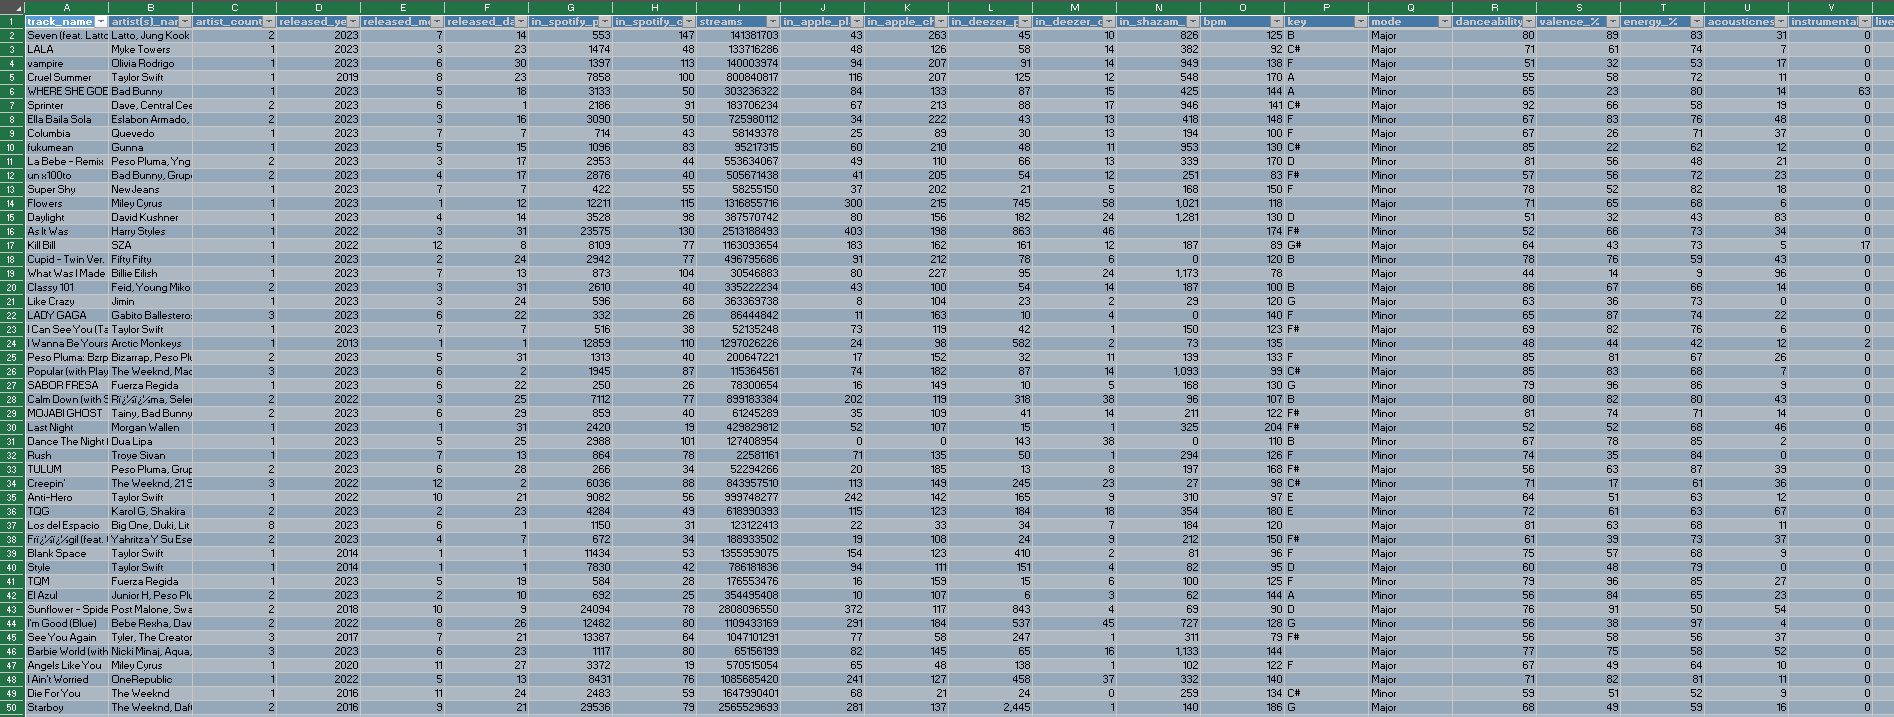 A B C D E F G H I J K L M N O P Q R S T U V W
1 track_name artist(s)_nar artist_count released_ye released_mo released_da in_spotify_p in_spotify_c streams in_apple_pl in_apple_ch in_deezer_p in_deezer_c in_shazam_ bpm key mode danceability valence_% energy_% acousticnes instrumental live
2 Seven (feat. Latto Latto, Jung Kook 2 2023 7 14 553 147 141381703 43 263 45 10 826 125 B Major 80 89 83 31 0
3 LALA Myke Towers 1 2023 3 23 1474 48 133716286 48 126 58 14 382 92 C# Major 71 61 74 7 0
4 vampire Olivia Rodrigo 1 2023 6 30 1397 113 140003974 94 207 91 14 949 138 F Major 51 32 53 17 0
5 Cruel Summer Taylor Swift 1 2019 8 23 7858 100 800840817 116 207 125 12 548 170 A Major 55 58 72 11 0
6 WHERE SHE GOE Bad Bunny 1 2023 5 18 3133 50 303236322 84 133 87 15 425 144 A Minor 65 23 80 14 63
7 Sprinter Dave, Central Cee 2 2023 6 1 2186 91 183706234 67 213 88 17 946 141 C# Major 92 66 58 19 0
8 Ella Baila Sola Eslabon Armado, 2 2023 3 16 3090 50 725980112 34 222 43 13 418 148 F Minor 67 83 76 48 0
9 Columbia Quevedo 1 2023 7 7 714 43 58149378 25 89 30 13 194 100 F Major 67 26 71 37 0
10 fukumean Gunna 1 2023 5 15 1096 83 95217315 60 210 48 11 953 130 C# Minor 85 22 62 12 0
11 La Bebe - Remix Peso Pluma, Yng 2 2023 3 17 2953 44 553634067 49 110 66 13 339 170 D Minor 81 56 48 21 0
12 un x100to Bad Bunny, Grup 2 2023 4 17 2876 40 505671438 41 205 54 12 251 83 F# Minor 57 56 72 23 0
13 Super Shy NewJeans 1 2023 7 7 422 55 58255150 37 202 21 5 168 150 F Minor 78 52 82 18 0
14 Flowers Miley Cyrus 1 2023 1 12 12211 115 1316855716 300 215 745 58 1,021 118 Major 71 65 68 6 0
15 Daylight David Kushner 1 2023 4 14 3528 98 387570742 80 156 182 24 1,281 130 D Minor 51 32 43 83 0
16 As It Was Harry Styles 1 2022 3 31 23575 130 2513188493 403 198 863 46 174 F# Minor 52 66 73 34 0
17 Kill Bill SZA 1 2022 12 8 8109 77 1163093654 183 162 161 12 187 89 G# Major 64 43 73 5 17
18 Cupid - Twin Ver. Fifty Fifty 1 2023 2 24 2942 77 496795686 91 212 78 6 0 120 B Minor 78 76 59 43 0
19 What Was I Made Billie Eilish 1 2023 7 13 873 104 30546883 80 227 95 24 1,173 78 Major 44 14 9 96 0
20 Classy 101 Feid, Young Miko 2 2023 3 31 2610 40 335222234 43 100 54 14 187 100 B Major 86 67 66 14 0
21 Like Crazy Jimin 1 2023 3 24 596 68 363369738 8 104 23 2 29 120 G Major 63 36 73 0 0
22 LADY GAGA Gabito Ballestero: 3 2023 6 22 332 26 86444842 11 163 10 4 0 140 F Minor 65 87 74 22 0
23 I Can See You (Ta Taylor Swift 1 2023 7 7 516 38 52135248 73 119 42 1 150 123 F# Major 69 82 76 6 0
24 I Wanna Be Yours Arctic Monkeys 1 2013 1 1 12859 110 1297026226 24 98 582 2 73 135 Minor 48 44 42 12 2
25 Peso Pluma: Bzrp Bizarrap, Peso Plu 2 2023 5 31 1313 40 200647221 17 152 32 11 139 133 F Minor 85 81 67 26 0
26 Popular (with Play The Weeknd, Mad 3 2023 6 2 1945 87 115364561 74 182 87 14 1,093 99 C# Major 85 83 68 7 0
27 SABOR FRESA Fuerza Regida 1 2023 6 22 250 26 78300654 16 149 10 5 168 130 G Minor 79 96 86 9 0
28 Calm Down (with S Rï¿½ï¿½ma, Selen 2 2022 3 25 7112 77 899183384 202 119 318 38 96 107 B Major 80 82 80 43 0
29 MOJABI GHOST Tainy, Bad Bunny 2 2023 6 29 859 40 61245289 35 109 41 14 211 122 F# Minor 81 74 71 14 0
30 Last Night Morgan Wallen 1 2023 1 31 2420 19 429829812 52 107 15 1 325 204 F# Major 52 52 68 46 0
31 Dance The Night ( Dua Lipa 1 2023 5 25 2988 101 127408954 0 0 143 38 0 110 B Minor 67 78 85 2 0
32 Rush Troye Sivan 1 2023 7 13 864 78 22581161 71 135 50 1 294 126 F Minor 74 35 84 0 0
33 TULUM Peso Pluma, Grup 2 2023 6 28 266 34 52294266 20 185 13 8 197 168 F# Major 56 63 87 39 0
34 Creepin' The Weeknd, 21 S 3 2022 12 2 6036 88 843957510 113 149 245 23 27 98 C# Minor 71 17 61 36 0
35 Anti-Hero Taylor Swift 1 2022 10 21 9082 56 999748277 242 142 165 9 310 97 E Major 64 51 63 12 0
36 TQG Karol G, Shakira 2 2023 2 23 4284 49 618990393 115 123 184 18 354 180 E Minor 72 61 63 67 0
37 Los del Espacio Big One, Duki, Lit 8 2023 6 1 1150 31 123122413 22 33 34 7 184 120 Major 81 63 68 11 0
38 Frï¿½ï¿½gil (feat. ( Yahritza Y Su Ese 2 2023 4 7 672 34 188933502 19 108 24 9 212 150 F# Major 61 39 73 37 0
39 Blank Space Taylor Swift 1 2014 1 1 11434 53 1355959075 154 123 410 2 81 96 F Major 75 57 68 9 0
40 Style Taylor Swift 1 2014 1 1 7830 42 786181836 94 111 151 4 82 95 D Major 60 48 79 0 0
41 TQM Fuerza Regida 1 2023 5 19 584 28 176553476 16 159 15 6 100 125 F Minor 79 96 85 27 0
42 El Azul Junior H, Peso Plu 2 2023 2 10 692 25 354495408 10 107 6 3 62 144 A Minor 56 84 65 23 0
43 Sunflower - Spide Post Malone, Swa 2 2018 10 9 24094 78 2808096550 372 117 843 4 69 90 D Major 76 91 50 54 0
44 I'm Good (Blue) Bebe Rexha, Dav 2 2022 8 26 12482 80 1109433169 291 184 537 45 727 128 G Minor 56 38 97 4 0
45 See You Again Tyler, The Creator 3 2017 7 21 13387 64 1047101291 77 58 247 1 311 79 F# Major 56 58 56 37 0
46 Barbie World (with Nicki Minaj, Aqua, 3 2023 6 23 1117 80 65156199 82 145 65 16 1,133 144 Major 77 75 58 52 0
47 Angels Like You Miley Cyrus 1 2020 11 27 3372 19 570515054 65 48 138 1 102 122 F Major 67 49 64 10 0
48 I Ain't Worried OneRepublic 1 2022 5 13 8431 76 1085685420 241 127 458 37 332 140 Major 71 82 81 11 0
49 Die For You The Weeknd 1 2016 11 24 2483 59 1647990401 68 21 24 0 259 134 C# Minor 59 51 52 9 0
50 Starboy The Weeknd, Daf 2 2016 9 21 29536 79 2565529693 281 137 2,445 1 140 186 G Major 68 49 59 16 0